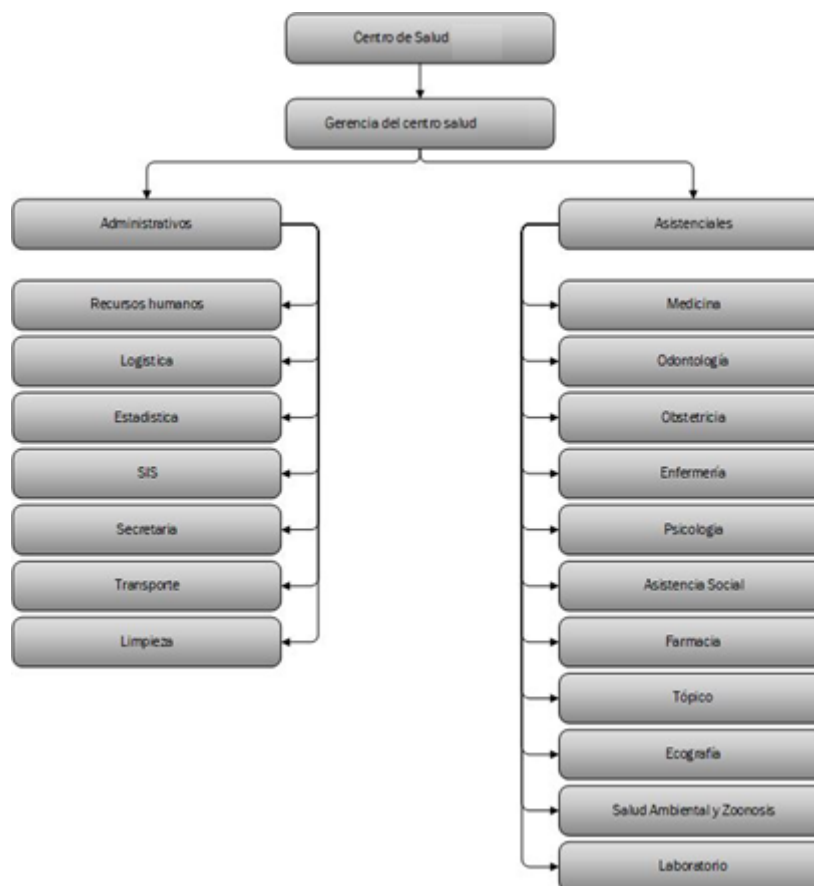 Centro de Salud
Gerencia del centro salud
Administrativos
Recursos humanos
Logística
Estadística
SIS
Secretaria
Transporte
Limpieza
Asistenciales
Medicina
Odontología
Obstetricia
Enfermería
Psicologia
Asistencia Social
Farmacia
Tópico
Ecografía
Salud Ambiental y Zoonosis
Laboratorio